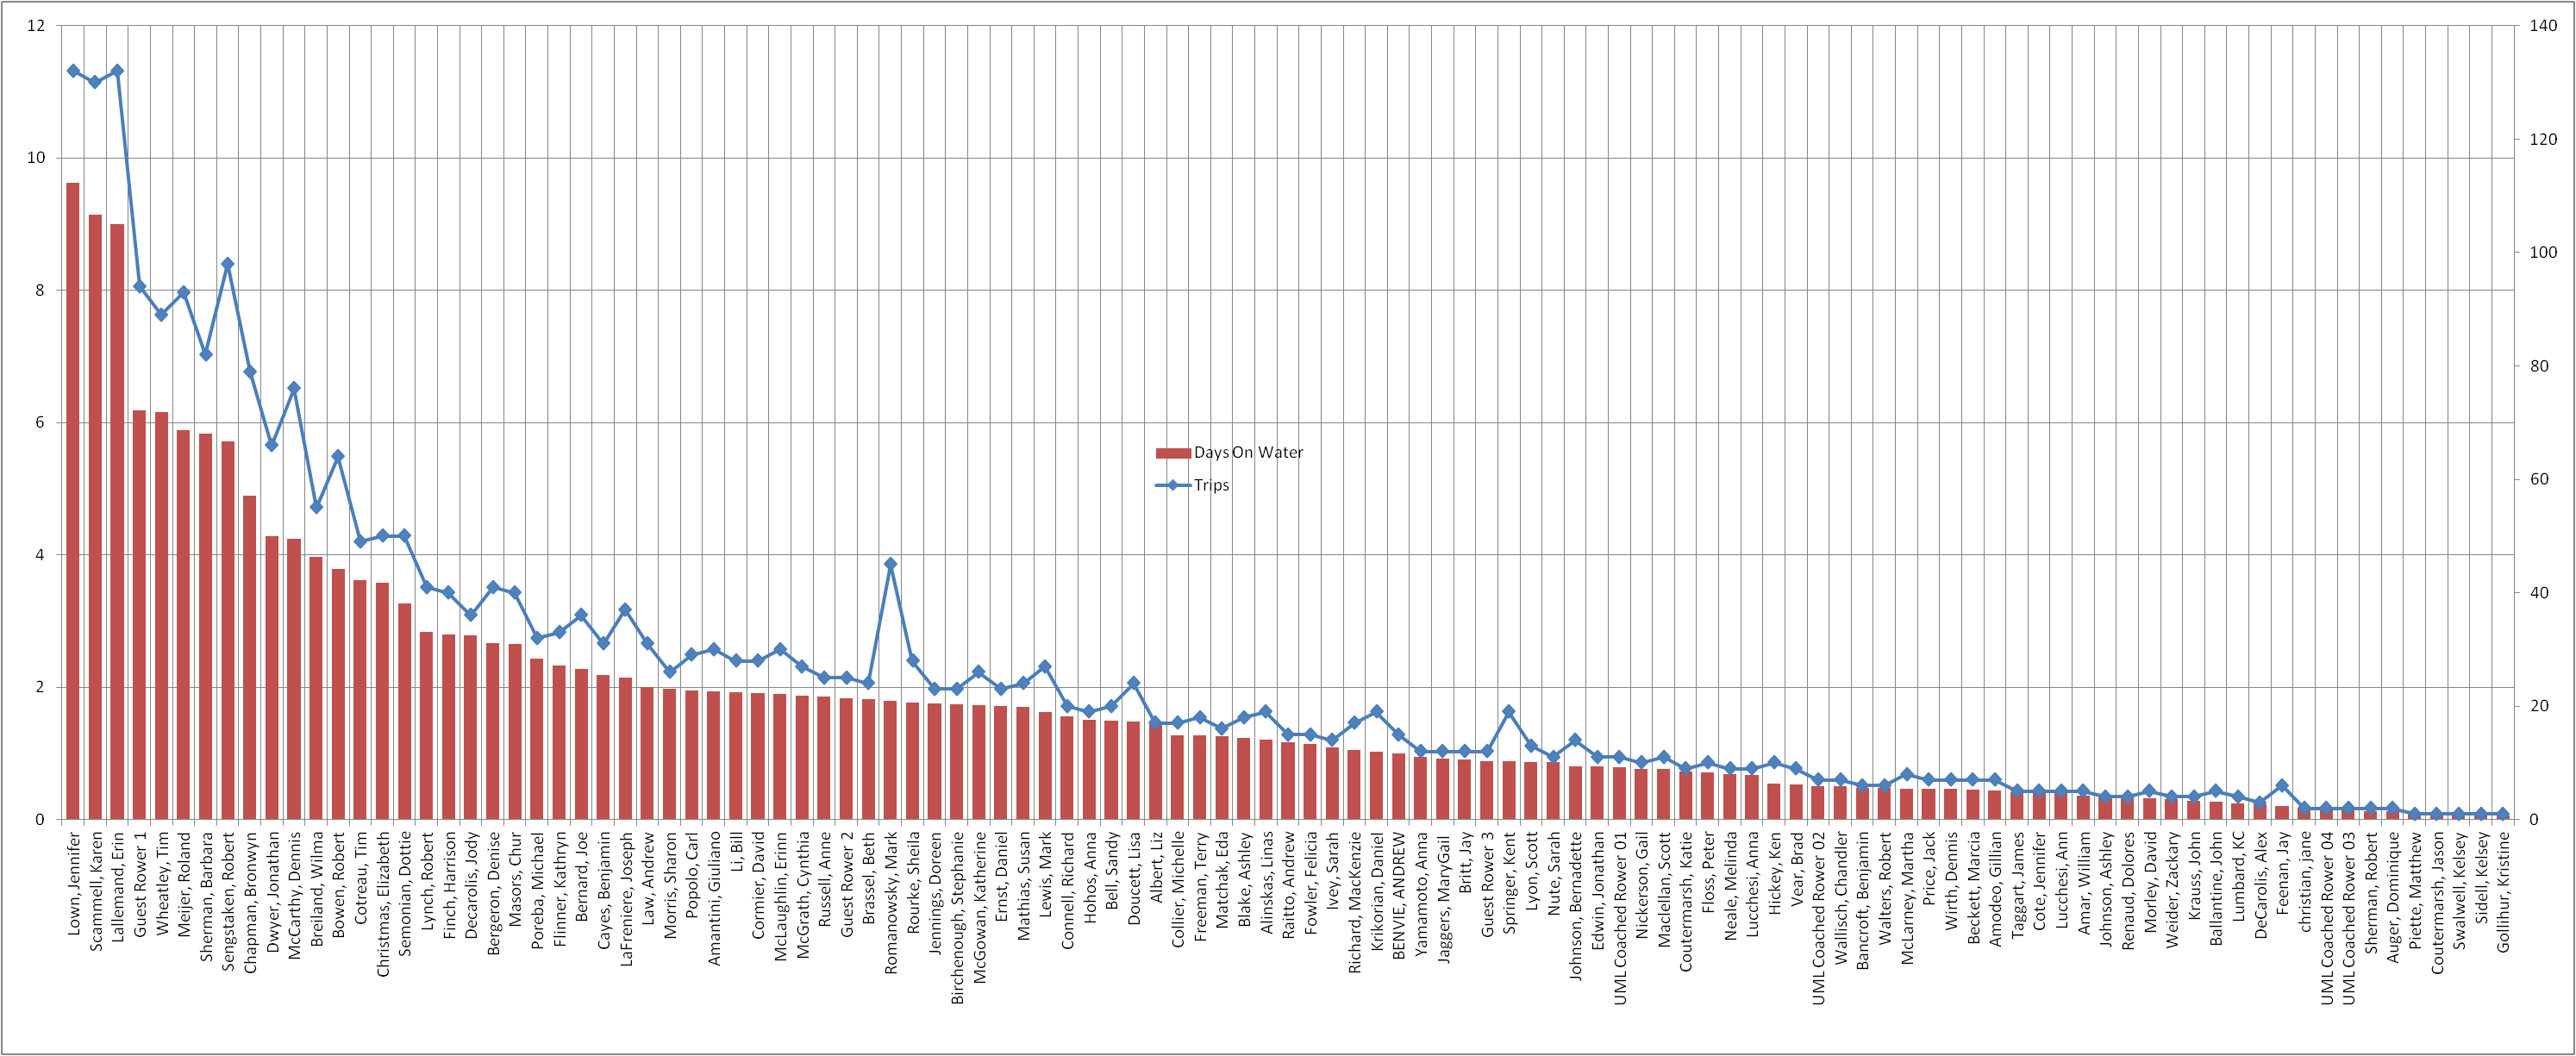 12
10
8
6
4
2
0
140
120
100
80
60
40
20
0
Days On Water
Trips
Lown, Jennifer
Scammell, Karen
Lallemand, Erin
Guest Rower 1
Wheatley, Tim
Meijer, Roland
Sherman, Barbara
Sengstaken, Robert
Chapman, Bronwyn
Dwyer, Jonathan
McCarthy, Dennis
Breiland, Wilma
Bowen, Robert
Cotreau, Tim
Christmas, Elizabeth
Semonian, Dottie
Lynch, Robert
Finch, Harrison
Decarolis, Jody
Bergeron, Denise
Masors, Chur
Poreba, Michael
Flinner, Kathryn
Bernard, Joe
Cayes, Benjamin
LaFreniere, Joseph
Law, Andrew
Morris, Sharon
Popolo, Carl
Amantini, Giuliano
Li, Bill
Cormier, David
McLaughlin, Erinn
McGrath, Cynthia
Russell, Anne
Guest Rower 2
Brassel, Beth
Romanowsky, Mark
Rourke, Sheila
Jennings, Doreen
Birchenough, Stephanie
McGowan, Katherine
Ernst, Daniel
Mathias, Susan
Lewis, Mark
Connell, Richard
Hohos, Anna
Bell, Sandy
Doucett, Lisa
Albert, Liz
Collier, Michelle
Freeman, Terry
Matchak, Eda
Blake, Ashley
Alinskas, Linas
Raitto, Andrew
Fowler, Felicia
Ivey, Sarah
Richard, MacKenzie
Krikorian, Daniel
BENVIE, ANDREW
Yamamoto, Anna
Jaggers, MaryGail
Britt, Jay
Guest Rower 3
Springer, Kent
Lyon, Scott
Nute, Sarah
Johnson, Bernadette
Edwin, Jonathan
UML Coached Rower 01
Nickerson, Gail
Maclellan, Scott
Coutermarsh, Katie
Floss, Peter
Neale, Melinda
Lucchesi, Anna
Hickey, Ken
Vear, Brad
UML Coached Rower 02
Wallisch, Chandler
Bancroft, Benjamin
Walters, Robert
McLarney, Martha
Price, Jack
Wirth, Dennis
Beckett, Marcia
Amodeo, Gillian
Taggart, James
Cote, Jennifer
Lucchesi, Ann
Amar, William
Johnson, Ashley
Renaud, Dolores
Morley, David
Weider, Zackary
Krauss, John
Ballantine, John
Lumbard, KC
DeCarolis, Alex
Feenan, Jay
christian, jane
UML Coached Rower 04
UML Coached Rower 03
Sherman, Robert
Auger, Dominique
Piette, Matthew
Coutermarsh, Jason
Swalwell, Kelsey
Sidell, Kelsey
Gollihur, Kristine